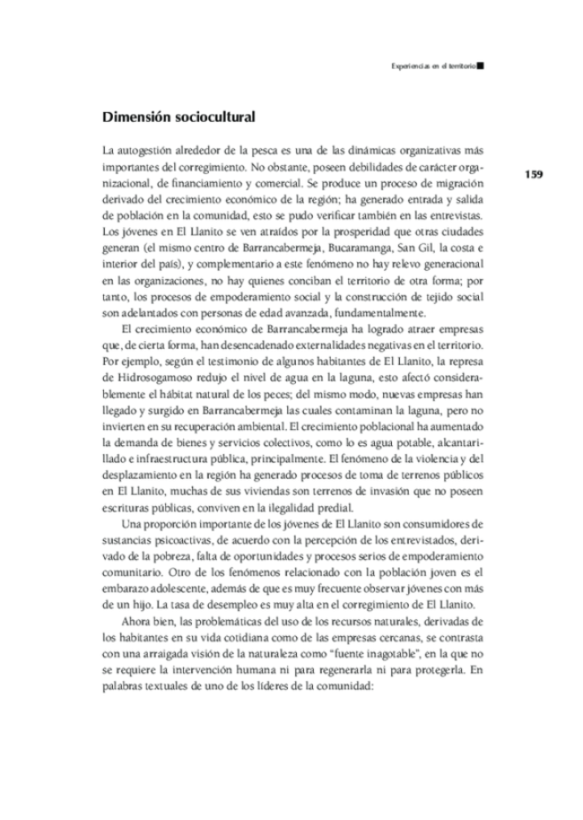 Experiencias en el territorio
Dimensión sociocultural
159
La autogestión alrededor de la pesca es una de las dinámicas organizativas más
importantes del corregimiento. No obstante, poseen debilidades de carácter orga-
nizacional, de financiamiento y comercial. Se produce un proceso de migración
derivado del crecimiento económico de la región; ha generado entrada y salida
de población en la comunidad, esto se pudo verificar también en las entrevistas.
Los jóvenes en El Llanito se ven atraídos por la prosperidad que otras ciudades
generan (el mismo centro de Barrancabermeja, Bucaramanga, San Gil, la costa e
interior del país), y complementario a este fenómeno no hay relevo generacional
en las organizaciones, no hay quienes conciban el territorio de otra forma; por
tanto, los procesos de empoderamiento social y la construcción de tejido social
son adelantados con personas de edad avanzada, fundamentalmente.
El crecimiento económico de Barrancabermeja ha logrado atraer empresas
que, de cierta forma, han desencadenado externalidades negativas en el territorio.
Por ejemplo, según el testimonio de algunos habitantes de El Llanito, la represa
de Hidrosogamoso redujo el nivel de agua en la laguna, esto afectó considera-
blemente el hábitat natural de los peces; del mismo modo, nuevas empresas han
llegado y surgido en Barrancabermeja las cuales contaminan la laguna, pero no
invierten en su recuperación ambiental. El crecimiento poblacional ha aumentado
la demanda de bienes y servicios colectivos, como lo es agua potable, alcantari-
llado e infraestructura pública, principalmente. El fenómeno de la violencia y del
desplazamiento en la región ha generado procesos de toma de terrenos públicos
en El Llanito, muchas de sus viviendas son terrenos de invasión que no poseen
escrituras públicas, conviven en la ilegalidad predial.
Una proporción importante de los jóvenes de El Llanito son consumidores de
sustancias psicoactivas, de acuerdo con la percepción de los entrevistados, deri-
vado de la pobreza, falta de oportunidades y procesos serios de empoderamiento
comunitario. Otro de los fenómenos relacionado con la población joven es el
embarazo adolescente, además de que es muy frecuente observar jóvenes con más
de un hijo. La tasa de desempleo es muy alta en el corregimiento de El Llanito.
Ahora bien, las problemáticas del uso de los recursos naturales, derivadas de
los habitantes en su vida cotidiana como de las empresas cercanas, se contrasta
con una arraigada visión de la naturaleza como “fuente inagotable”, en la que no
se requiere la intervención humana ni para regenerarla ni para protegerla. En
palabras textuales de uno de los líderes de la comunidad: